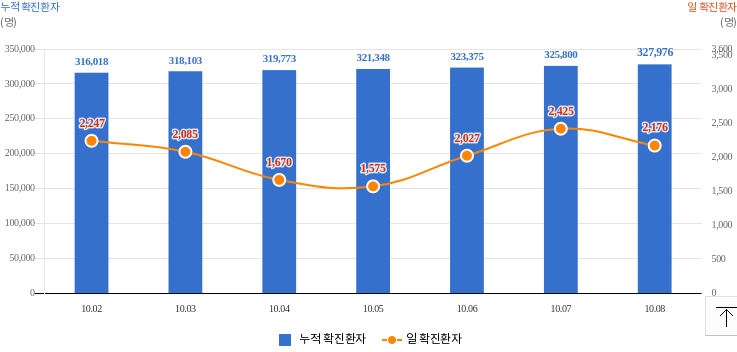 누적 확진환자 일 확진환자
(명) (명)
350,000 3,600
3,500
300,000 3,000
250,000 2,500
200,000 2,000
150,000 1,500
100,000 1,000
50,000 500
0 0
316,018 318,103 319,773 321,348 323,375 325,800 327,976
2,247 2,085 1,670 1,575 2,027 2,425 2,176
10.02 10.03 10.04 10.05 10.06 10.07 10.08
누적 확진환자 일 확진환자